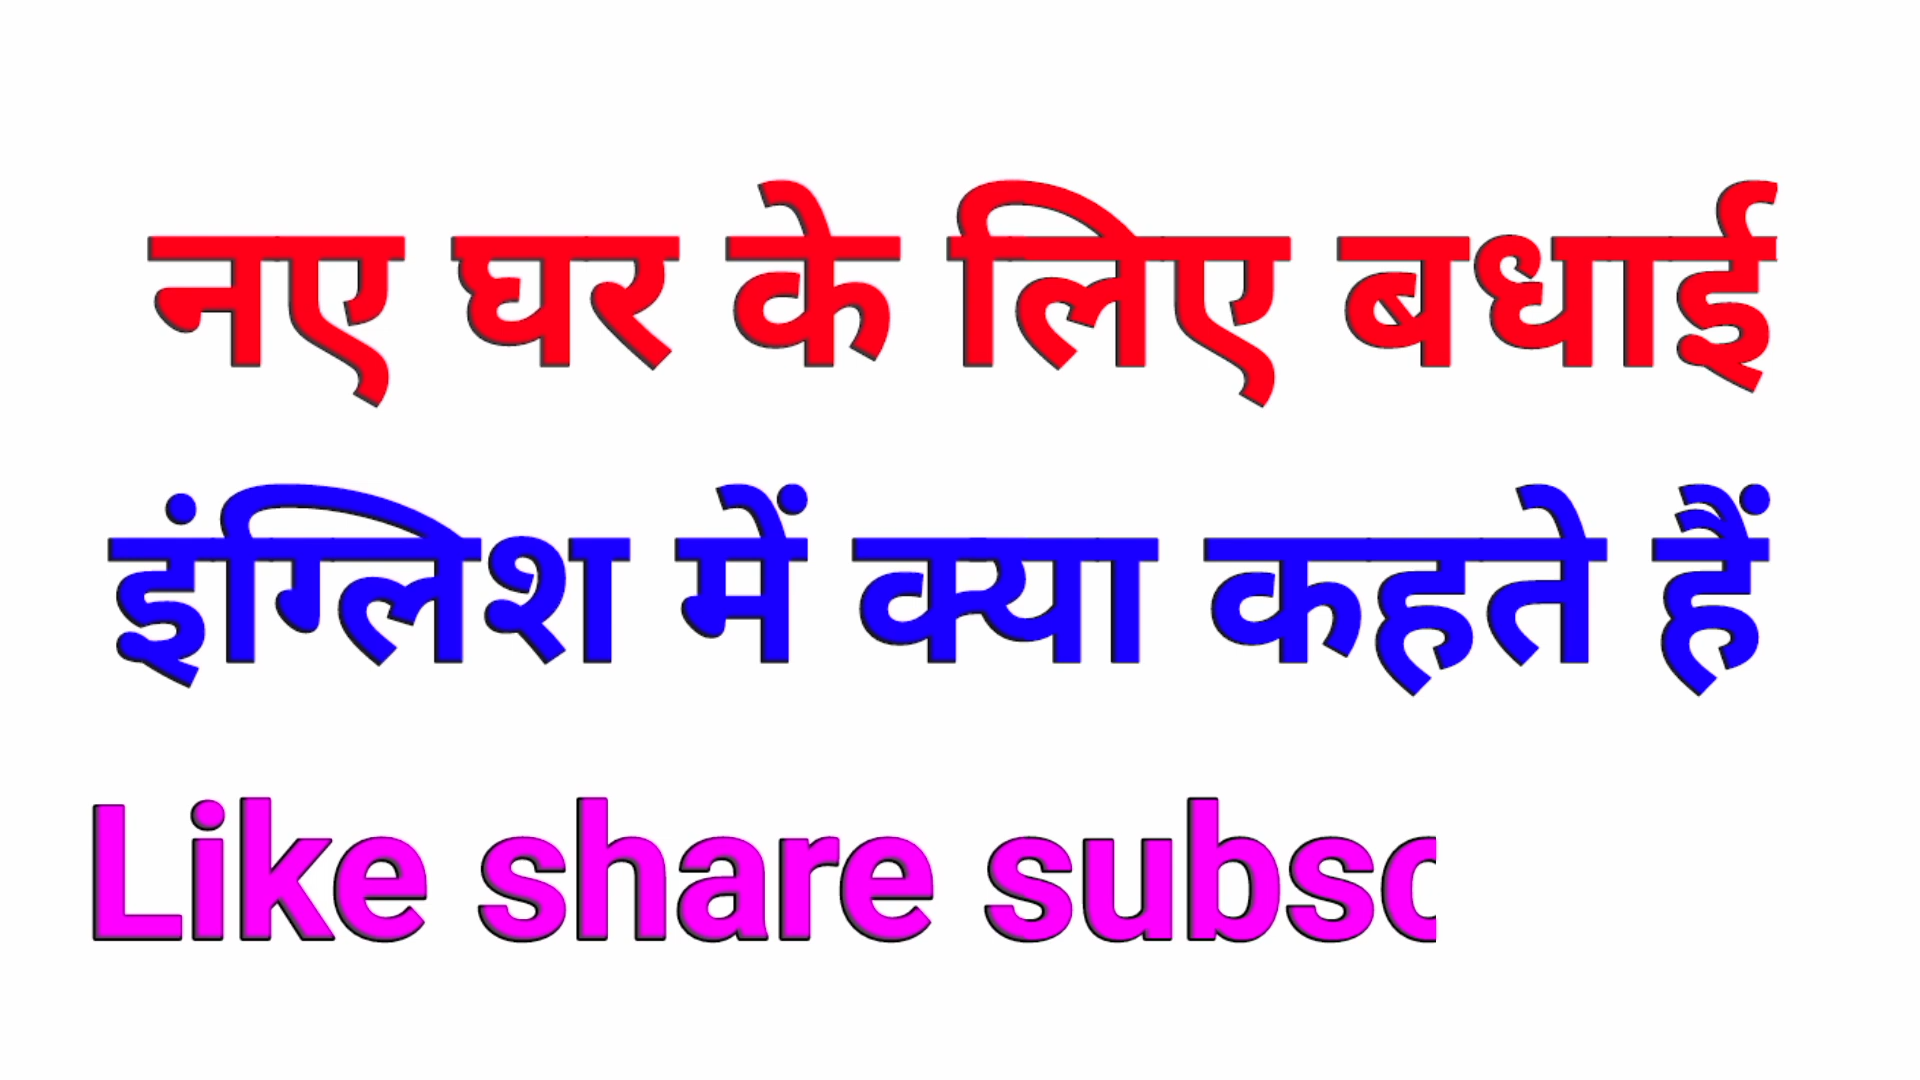 नए घर के लिए बधाई
इंग्लिश में क्या कहते हैं
Like share subsc